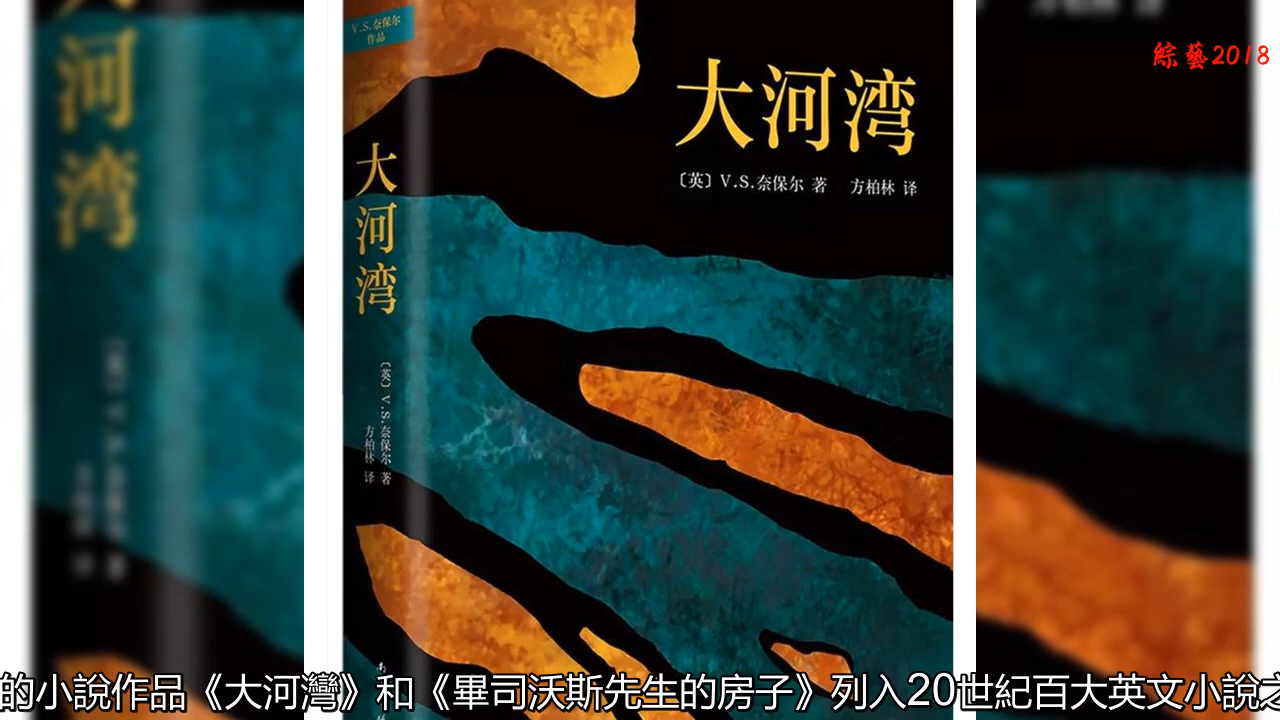 綜藝2018
V.S.奈保尔
作品
大河湾
〔英〕V.S.奈保尔 著 方柏林 译
大河湾
〔英〕V.S.奈保尔 著
方柏林 译
大河湾
的小說作品《大河灣》和《畢司沃斯先生的房子》列入20世紀百大英文小說之